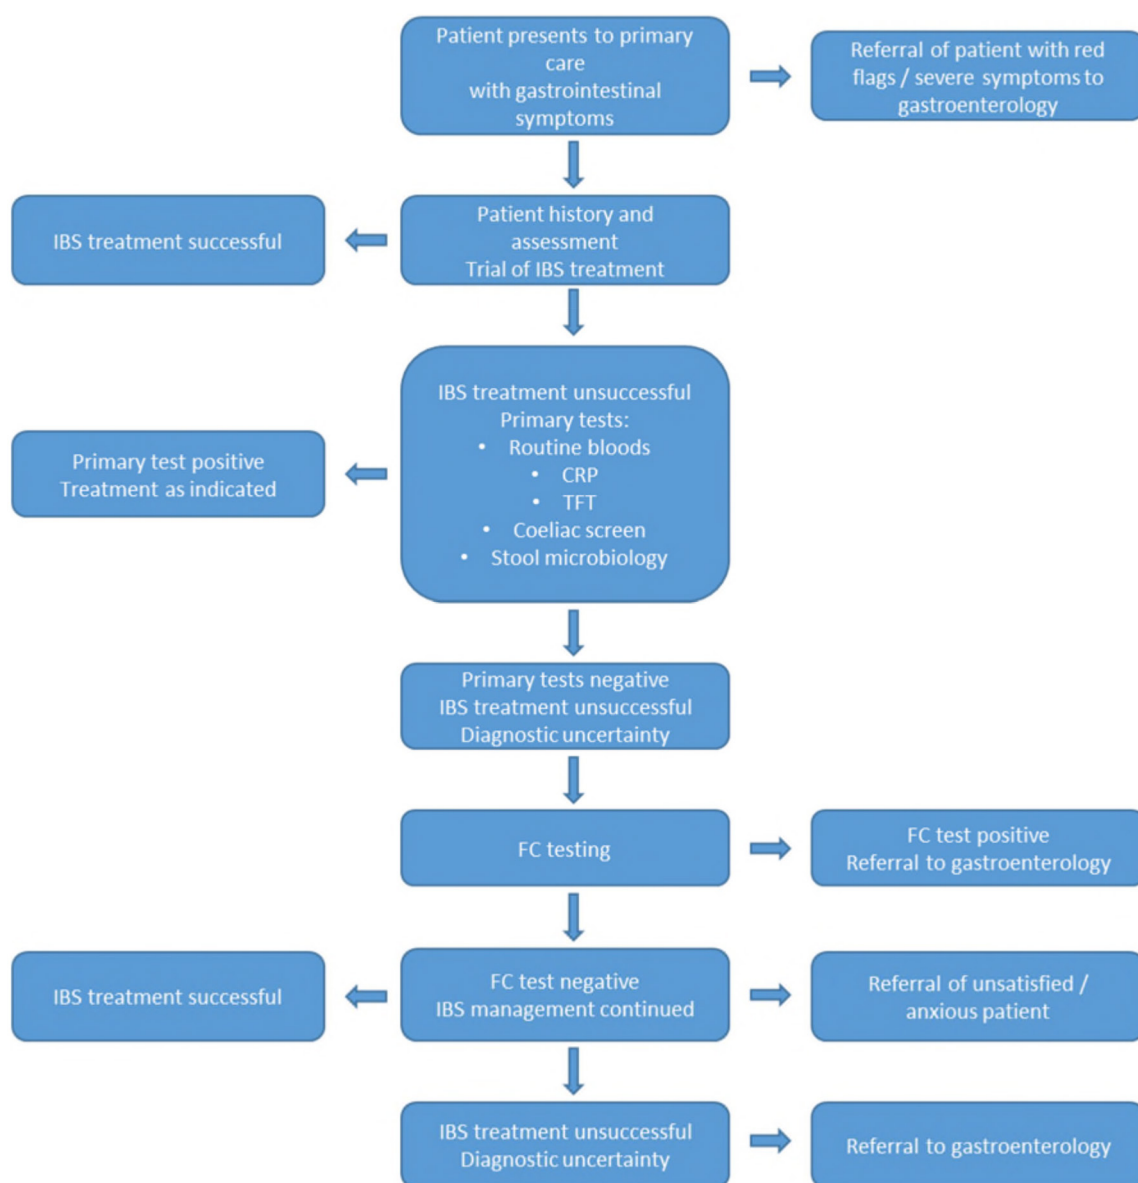 Patient presents to primary
care
with gastrointestinal
symptoms
Referral of patient with red
flags / severe symptoms to
gastroenterology
IBS treatment successful
Patient history and
assessment
Trial of IBS treatment
Primary test positive
Treatment as indicated
IBS treatment unsuccessful
Primary tests:
• Routine bloods
• CRP
• TFT
• Coeliac screen
• Stool microbiology
Primary tests negative
IBS treatment unsuccessful
Diagnostic uncertainty
FC testing
FC test positive
Referral to gastroenterology
IBS treatment successful
FC test negative
IBS management continued
Referral of unsatisfied /
anxious patient
IBS treatment unsuccessful
Diagnostic uncertainty
Referral to gastroenterology